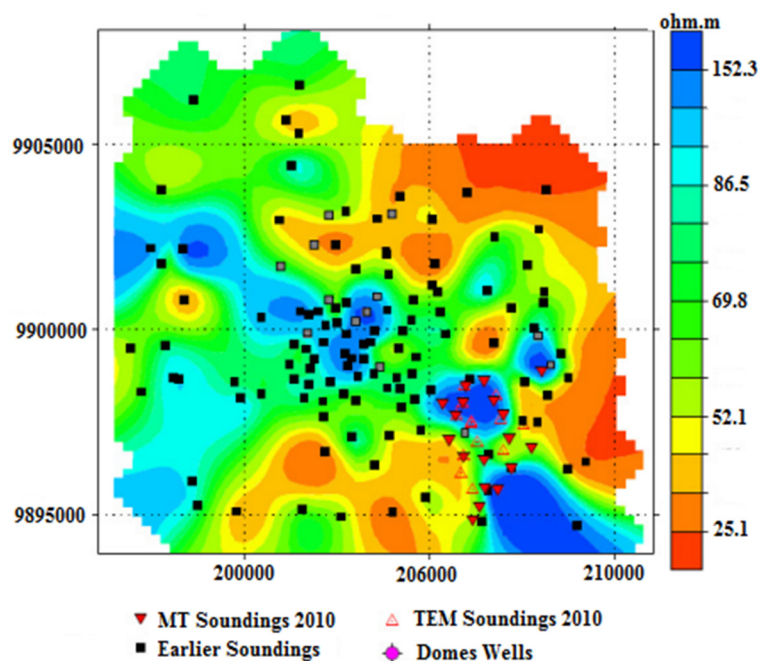 ohm.m
152.3
86.5
69.8
52.1
25.1
9905000
9900000
9895000
200000
206000
210000
MT Soundings 2010
TEM Soundings 2010
Earlier Soundings
Domes Wells